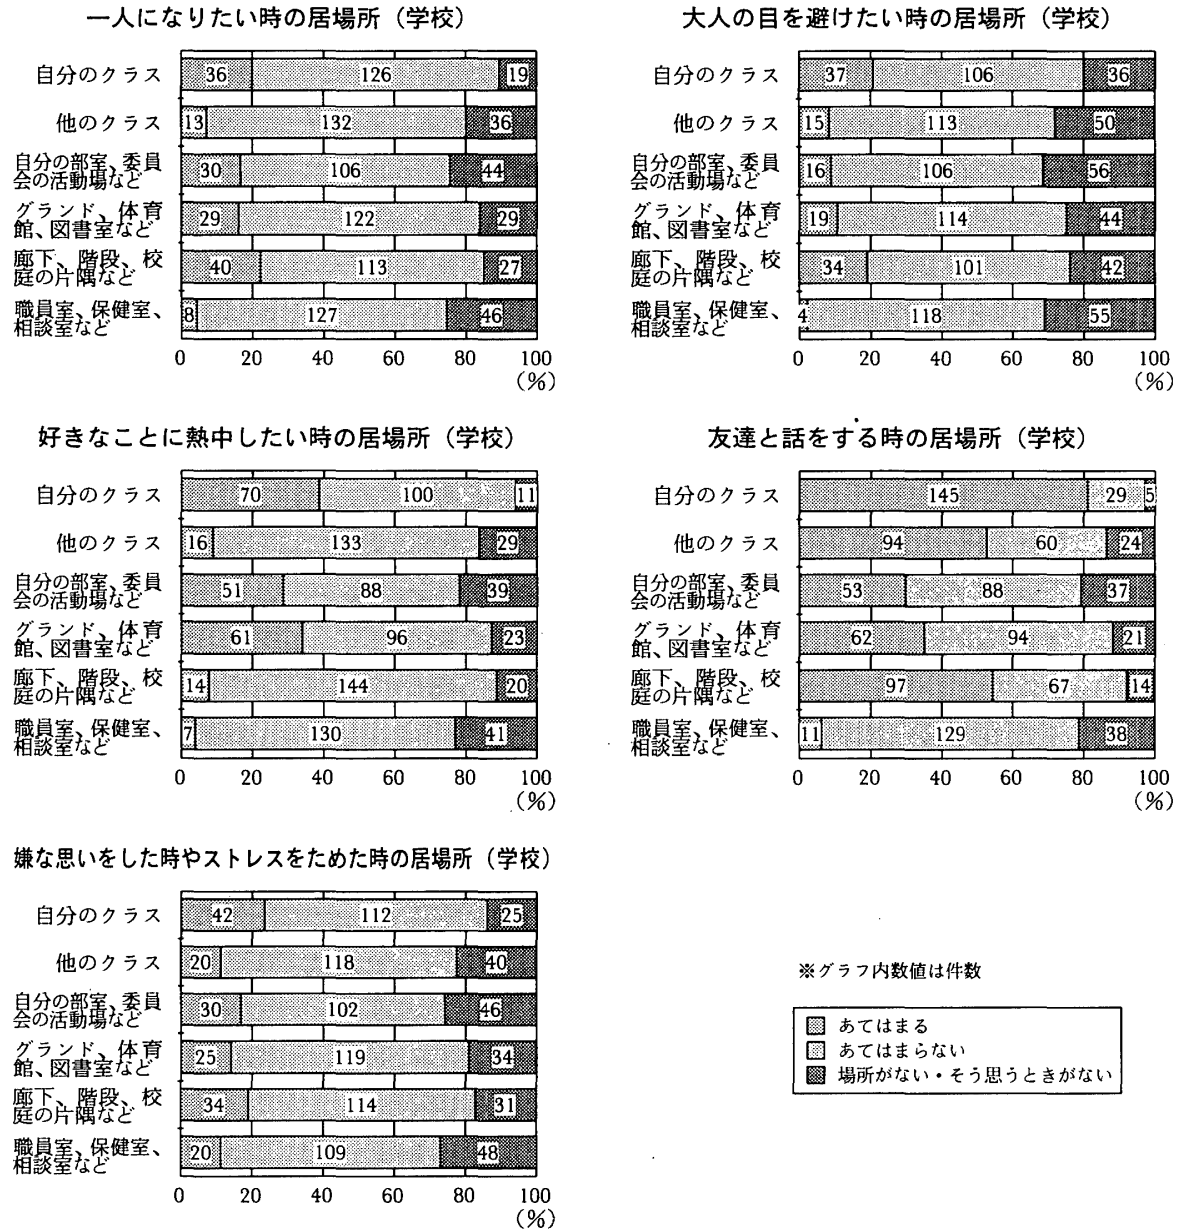 一人になりたい時の居場所（学校）
自分のクラス 36 126 19
他のクラス 13 132 36
自分の部室、委員
会の活動場など 30 106 44
グランド、体育
館、図書室など 29 122 29
廊下、階段、校
庭の片隅など 40 113 27
職員室、保健室、
相談室など 8 127 46
0 20 40 60 80 100
(%)
大人の目を避けたい時の居場所（学校）
自分のクラス 37 106 36
他のクラス 15 113 50
自分の部室、委員
会の活動場など 16 106 56
グランド、体育
館、図書室など 19 114 44
廊下、階段、校
庭の片隅など 34 101 42
職員室、保健室、
相談室など 4 118 55
0 20 40 60 80 100
(%)
好きなことに熱中したい時の居場所（学校）
自分のクラス 70 100 11
他のクラス 16 133 29
自分の部室、委員
会の活動場など 51 88 39
グランド、体育
館、図書室など 61 96 23
廊下、階段、校
庭の片隅など 14 144 20
職員室、保健室、
相談室など 7 130 41
0 20 40 60 80 100
(%)
友達と話をする時の居場所（学校）
自分のクラス 145 29 5
他のクラス 94 60 24
自分の部室、委員
会の活動場など 53 88 37
グランド、体育
館、図書室など 62 94 21
廊下、階段、校
庭の片隅など 97 67 14
職員室、保健室、
相談室など 11 129 38
0 20 40 60 80 100
(%)
嫌な思いをした時やストレスをためた時の居場所（学校）
自分のクラス 42 112 25
他のクラス 20 118 40
自分の部室、委員
会の活動場など 30 102 46
グランド、体育
館、図書室など 25 119 34
廊下、階段、校
庭の片隅など 34 114 31
職員室、保健室、
相談室など 20 109 48
0 20 40 60 80 100
(%)
※グラフ内数値は件数
あてはまる
あてはまらない
場所がない・そう思うときがない